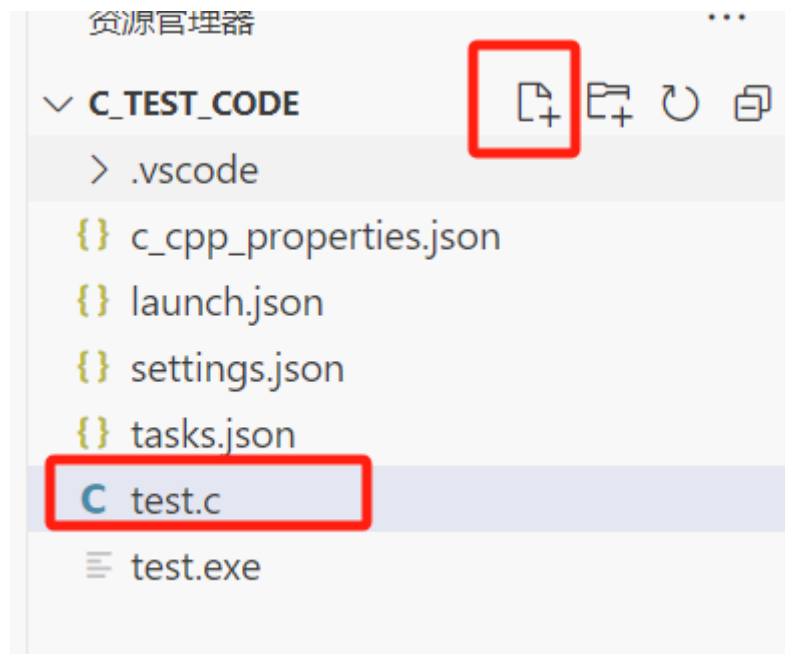 资源管理器
C_TEST_CODE
.vscode
c_cpp_properties.json
launch.json
settings.json
tasks.json
C test.c
test.exe